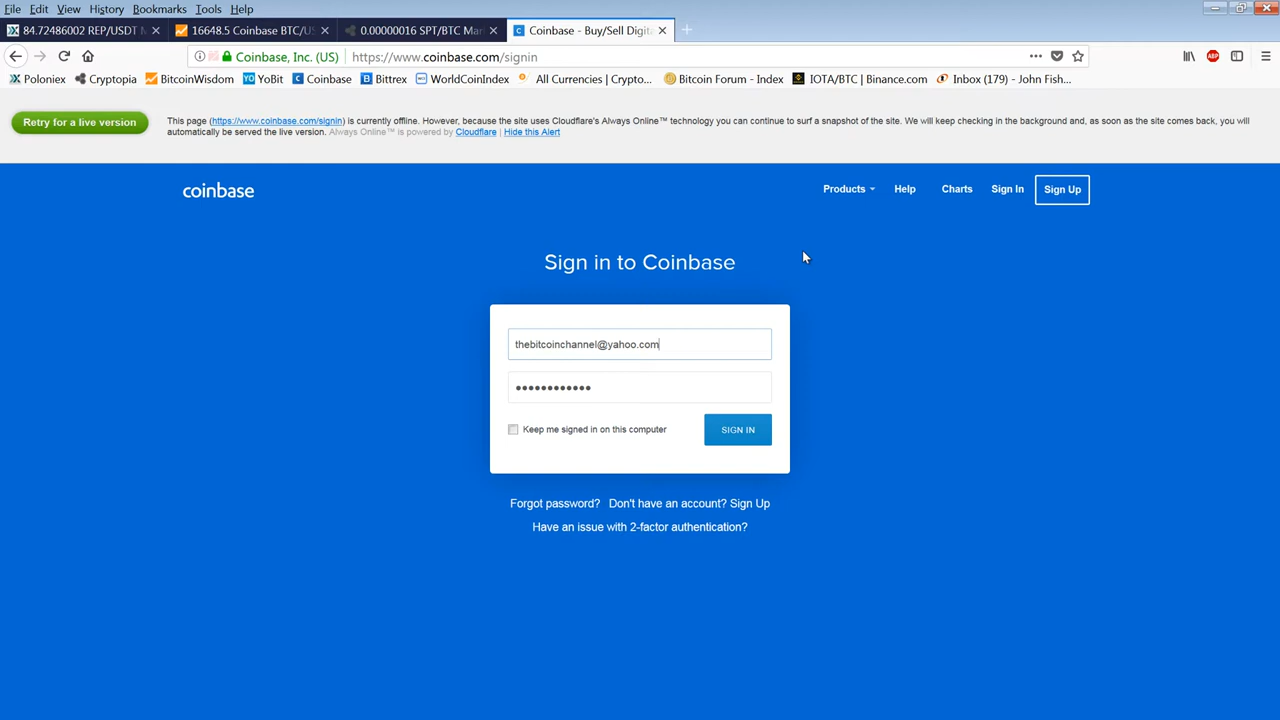 File Edit View History Bookmarks Tools Help
84.72486002 REP/USDT M 16648.5 Coinbase BTC/U 0.00000016 SPT/BTC Mar Coinbase - Buy/Sell Digita
Coinbase, Inc. (US) https://www.coinbase.com/signin
Poloniex Cryptopia BitcoinWisdom YoBit Coinbase Bittrex WorldCoinIndex All Currencies | Crypto... Bitcoin Forum - Index IOTA/BTC | Binance.com Inbox (179) - John Fish...
Retry for a live version
This page (https://www.coinbase.com/signin) is currently offline. However, because the site uses Cloudflare's Always Online™ technology you can continue to surf a snapshot of the site. We will keep checking in the background and, as soon as the site comes back, you will
automatically be served the live version. Always Online™ is powered by Cloudflare | Hide this Alert
coinbase Products Help Charts Sign In Sign Up
Sign in to Coinbase
thebitcoinchannel@yahoo.com
••••••••••••
Keep me signed in on this computer SIGN IN
Forgot password? Don't have an account? Sign Up
Have an issue with 2-factor authentication?